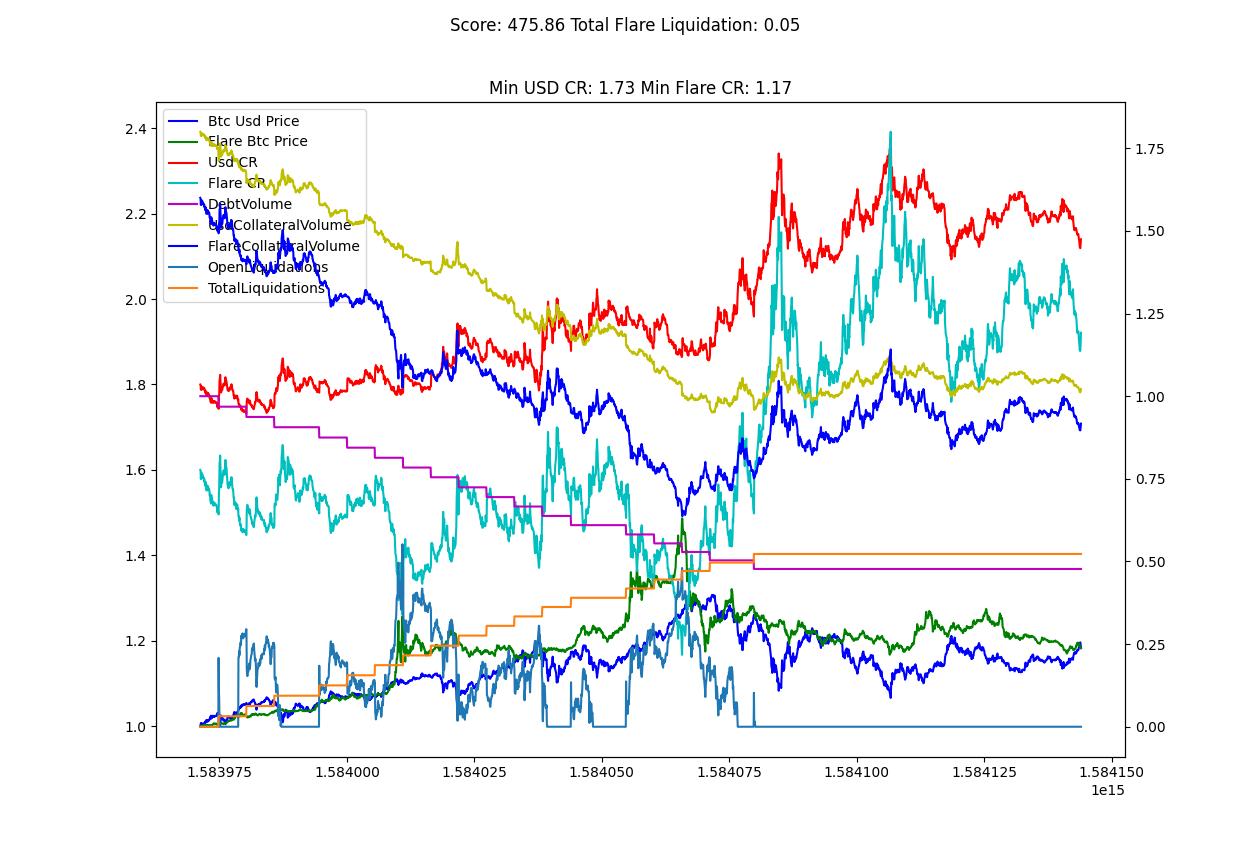 Score: 475.86 Total Flare Liquidation: 0.05
Min USD CR: 1.73 Min Flare CR: 1.17
Btc Usd Price
Flare Btc Price
Usd CR
Flare CR
DebtVolume
UsdCollateralVolume
FlareCollateralVolume
OpenLiquidations
TotalLiquidations
2.4
2.2
2.0
1.8
1.6
1.4
1.2
1.0
1.75
1.50
1.25
1.00
0.75
0.50
0.25
0.00
1.583975
1.584000
1.584025
1.584050
1.584075
1.584100
1.584125
1.584150
1e15